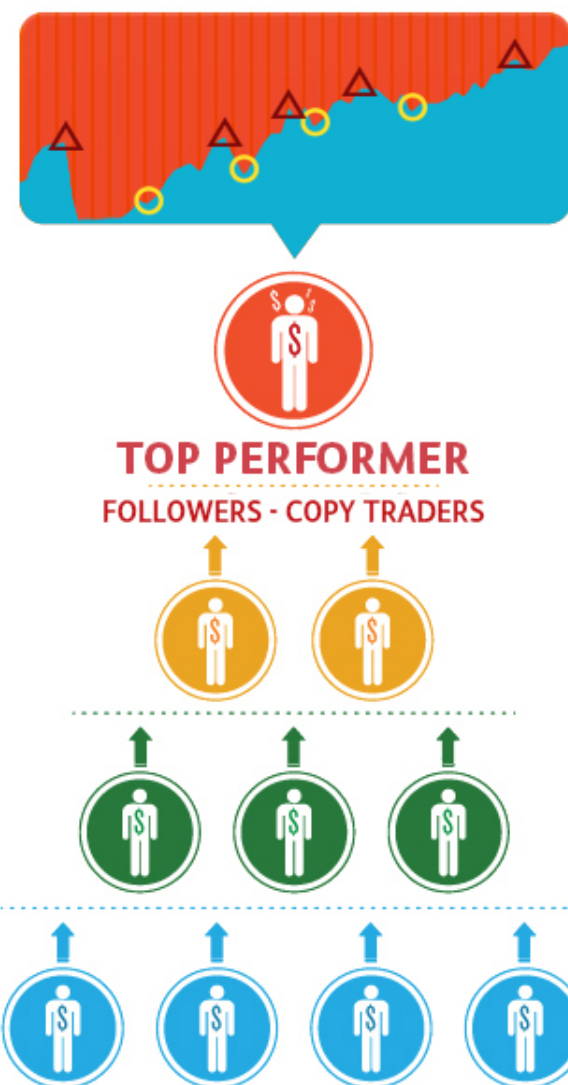 $ $ $
$
TOP PERFORMER
FOLLOWERS - COPY TRADERS
$ $
$ $ $
$ $ $ $